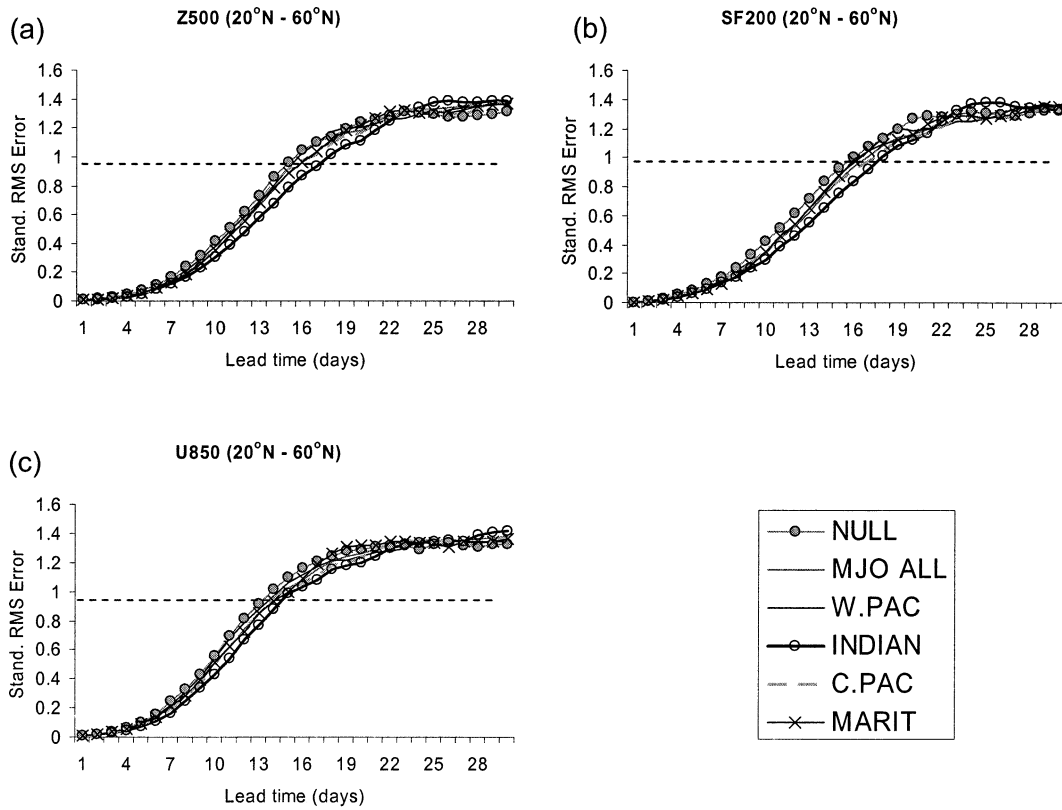 (a)
Z500 (20°N - 60°N)
Stand. RMS Error
1.6
1.4
1.2
1
0.8
0.6
0.4
0.2
0
1 4 7 10 13 16 19 22 25 28
Lead time (days)
(b)
SF200 (20°N - 60°N)
Stand. RMS Error
1.6
1.4
1.2
1
0.8
0.6
0.4
0.2
0
1 4 7 10 13 16 19 22 25 28
Lead time (days)
(c)
U850 (20°N - 60°N)
Stand. RMS Error
1.6
1.4
1.2
1
0.8
0.6
0.4
0.2
0
1 4 7 10 13 16 19 22 25 28
Lead time (days)
NULL
MJO ALL
W.PAC
INDIAN
C.PAC
MARIT